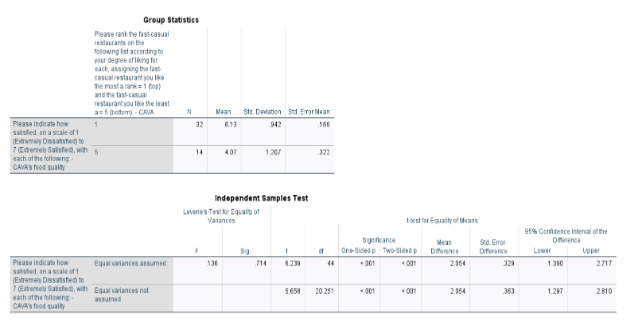 Group Statistics
Please rank the fast-casual
restaurants on the
following list according to
your degree of liking for
each, assigning the fast-
casual restaurant you like
the most a rank = 1 (top)
and the fast-casual
restaurant you like the least
a = 5 (bottom). - CAVA N Mean Std. Deviation Std. Error Mean
Please indicate how 1 32 6.13 .942 .166
satisfied, on a scale of 1
(Extremely Dissatisfied) to
7 (Extremely Satisfied), with 5 14 4.07 1.207 .322
each of the following: -
CAVA's food quality
Independent Samples Test
Levene's Test for Equality of
Variances t-test for Equality of Means
Significance Mean Std. Error 95% Confidence Interval of the
Difference
F Sig. t df One-Sided p Two-Sided p Difference Difference Lower Upper
Please indicate how Equal variances assumed .136 .714 6.239 44 <.001 <.001 2.054 .329 1.390 2.717
satisfied, on a scale of 1
(Extremely Dissatisfied) to
7 (Extremely Satisfied), with Equal variances not 5.658 20.251 <.001 <.001 2.054 .363 1.297 2.810
each of the following: - assumed
CAVA's food quality